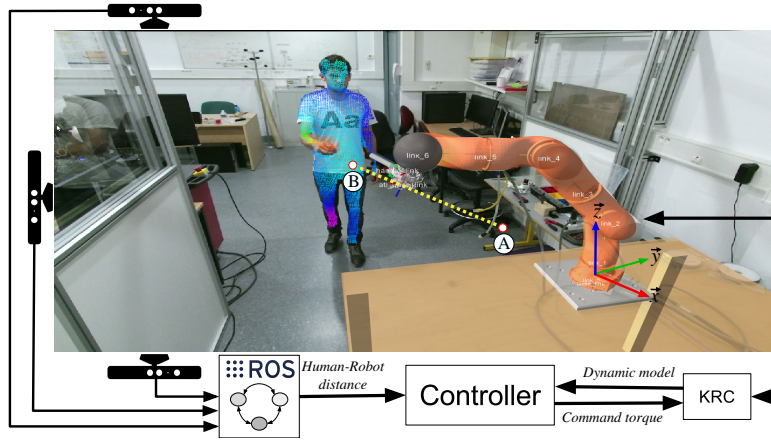 Aa
link_6
link_5
link_4
link_3
link_2
B
A
z
y
x
ROS
Human-Robot
distance
Controller
Dynamic model
Command torque
KRC